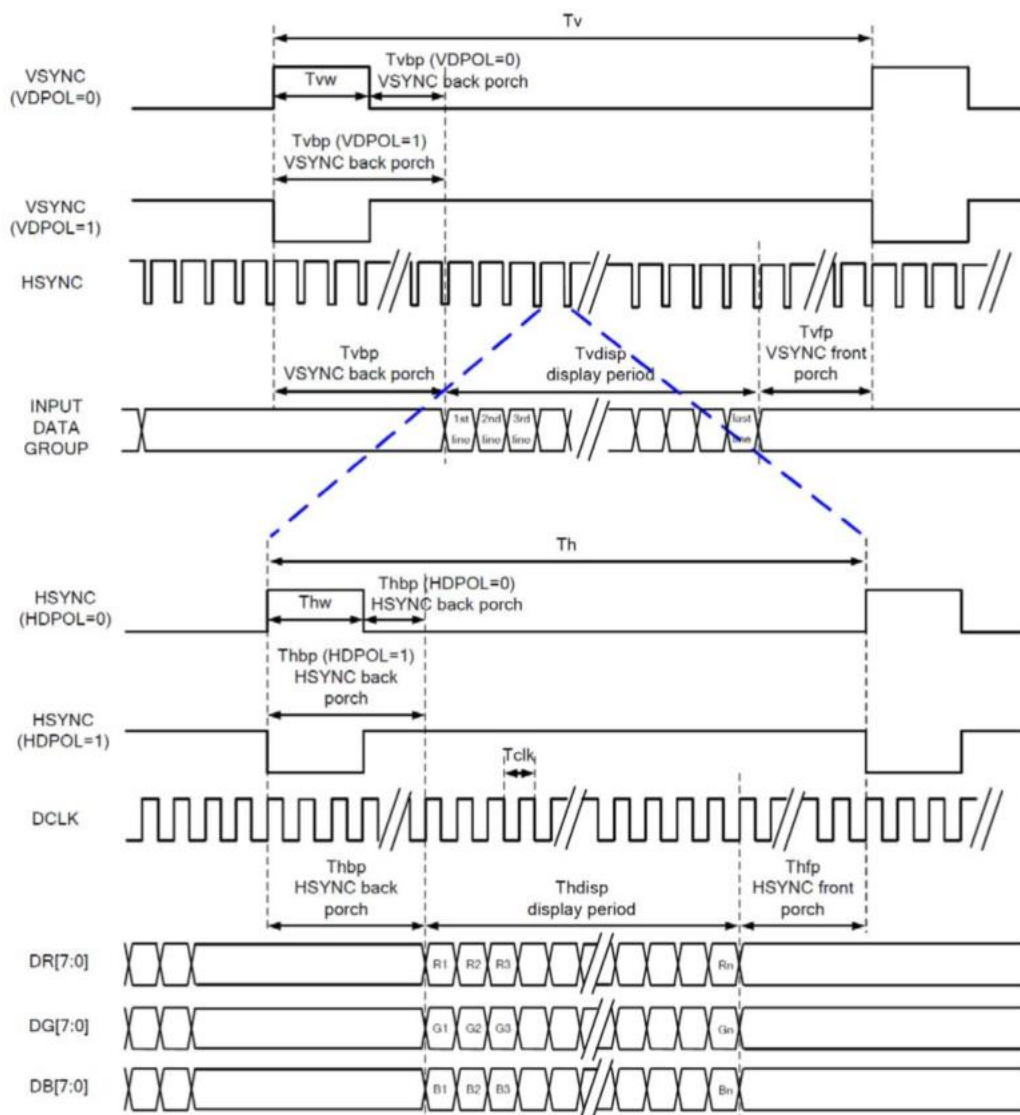 Tv
VSYNC
(VDPOL=0)
Tvw
Tvbp (VDPOL=0)
VSYNC back porch
Tvbp (VDPOL=1)
VSYNC back porch
VSYNC
(VDPOL=1)
HSYNC
Tvbp
VSYNC back porch
Tvdisp
display period
Tvfp
VSYNC front
porch
INPUT
DATA
GROUP
1st
line
2nd
line
3rd
line
last
line
Th
HSYNC
(HDPOL=0)
Thw
Thbp (HDPOL=0)
HSYNC back porch
Thbp (HDPOL=1)
HSYNC back
porch
HSYNC
(HDPOL=1)
Tclk
DCLK
Thbp
HSYNC back
porch
Thdisp
display period
Thfp
HSYNC front
porch
DR[7:0]
R1 R2 R3 Rn
DG[7:0]
G1 G2 G3 Gn
DB[7:0]
B1 B2 B3 Bn